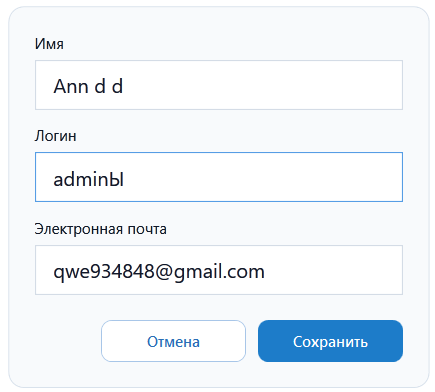 Имя
Ann d d
Логин
adminЫ
Электронная почта
qwe934848@gmail.com
Отмена
Сохранить